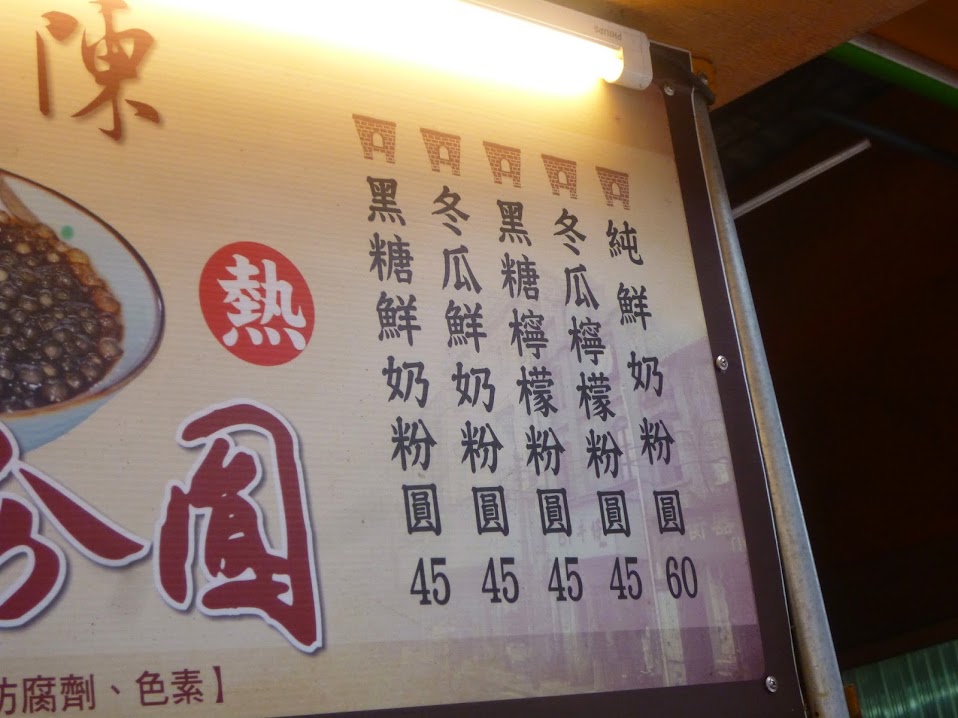 陳
熱
粉圓
黑糖鮮奶粉圓 45
冬瓜鮮奶粉圓 45
黑糖檸檬粉圓 45
冬瓜檸檬粉圓 45
純鮮奶粉圓 60
防腐劑、色素】